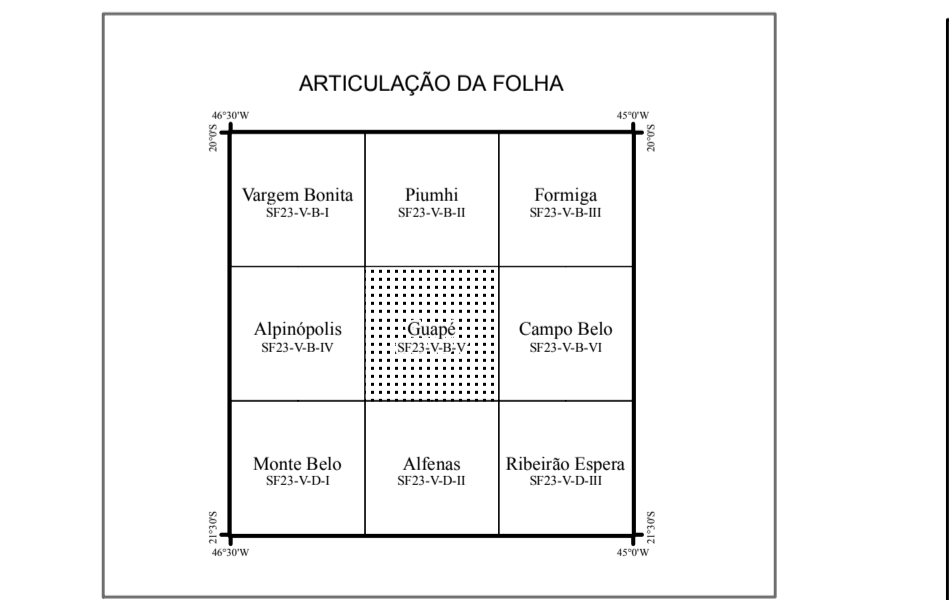 ARTICULAÇÃO DA FOLHA
46°30'W
45°0'W
20°0'S
20°0'S
Vargem Bonita
SF23-V-B-I
Piumhi
SF23-V-B-II
Formiga
SF23-V-B-III
Alpinópolis
SF23-V-B-IV
Guapé
SF23-V-B-V
Campo Belo
SF23-V-B-VI
Monte Belo
SF23-V-D-I
Alfenas
SF23-V-D-II
Ribeirão Espera
SF23-V-D-III
21°30'S
21°30'S
46°30'W
45°0'W